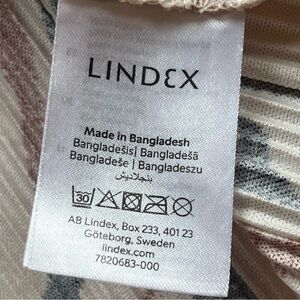 LINDEX
Made in Bangladesh
Bangladešis| Bangladešā
Bangladeše | Bangladeszu
بنجلاديش
30
AB Lindex, Box 233, 401 23
Göteborg, Sweden
lindex.com
7820683-000